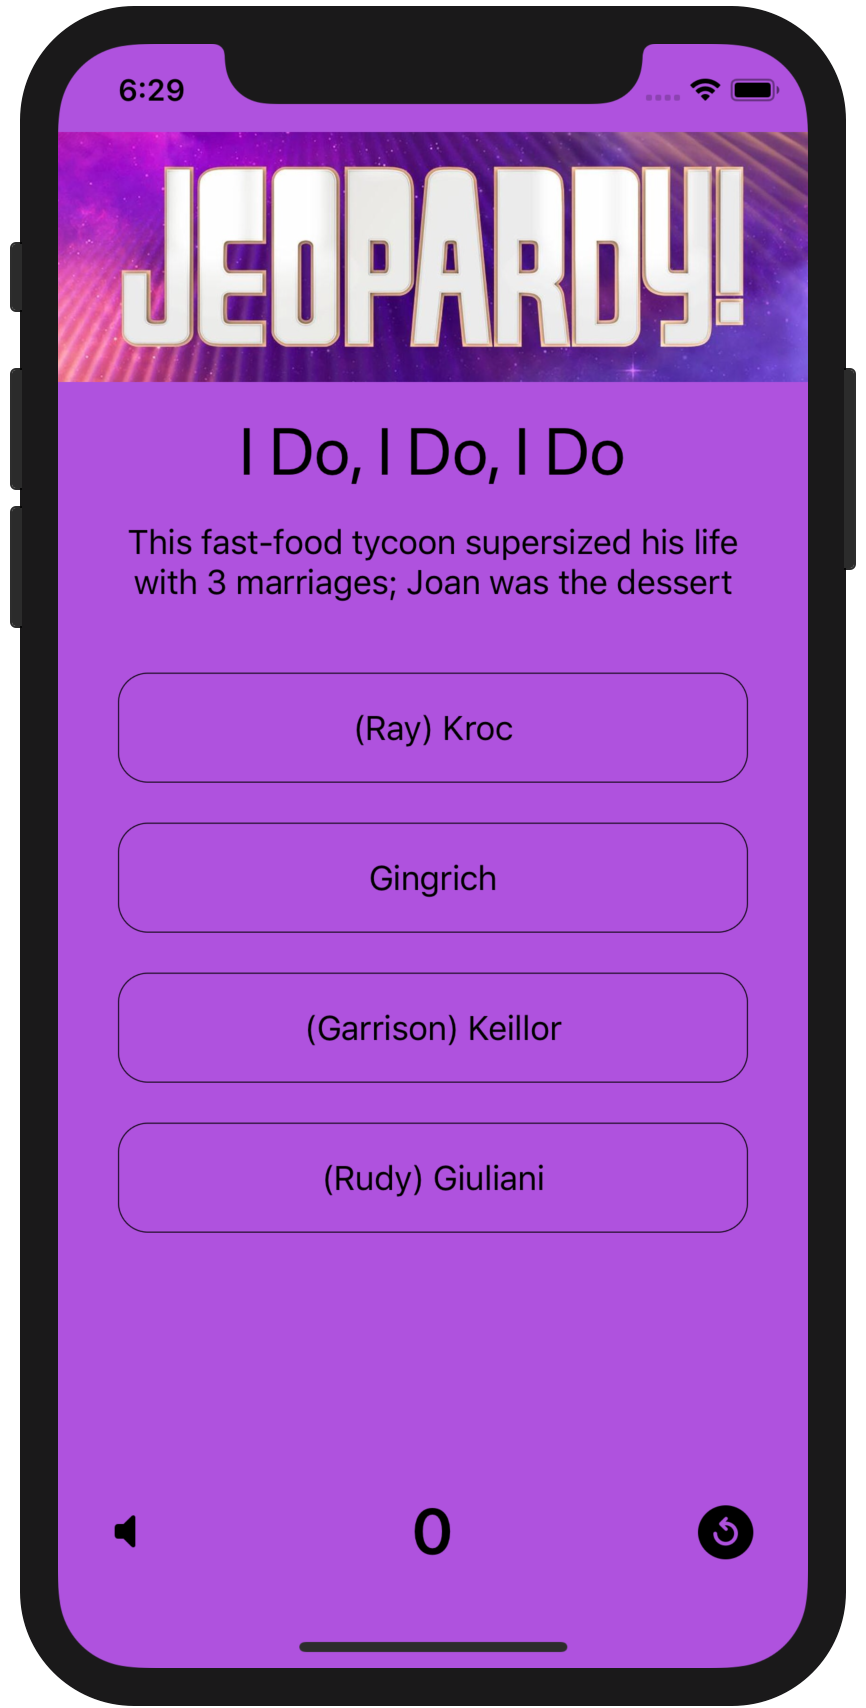 6:29
JEOPARDY!
I Do, I Do, I Do
This fast-food tycoon supersized his life
with 3 marriages; Joan was the dessert
(Ray) Kroc
Gingrich
(Garrison) Keillor
(Rudy) Giuliani
0